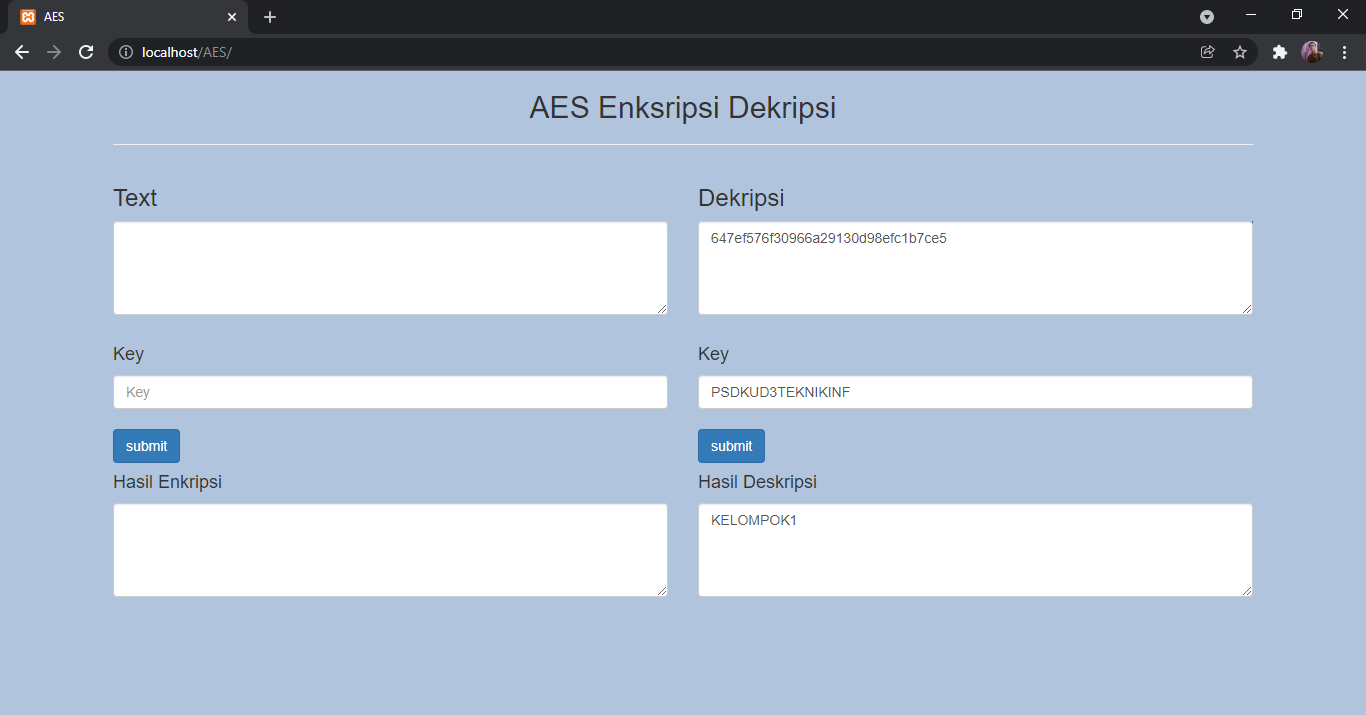 AES
localhost/AES/
AES Enksripsi Dekripsi
Text
Dekripsi
647ef576f30966a29130d98efc1b7ce5
Key
Key
Key
PSDKUD3TEKNIKINF
submit
submit
Hasil Enkripsi
Hasil Deskripsi
KELOMPOK1